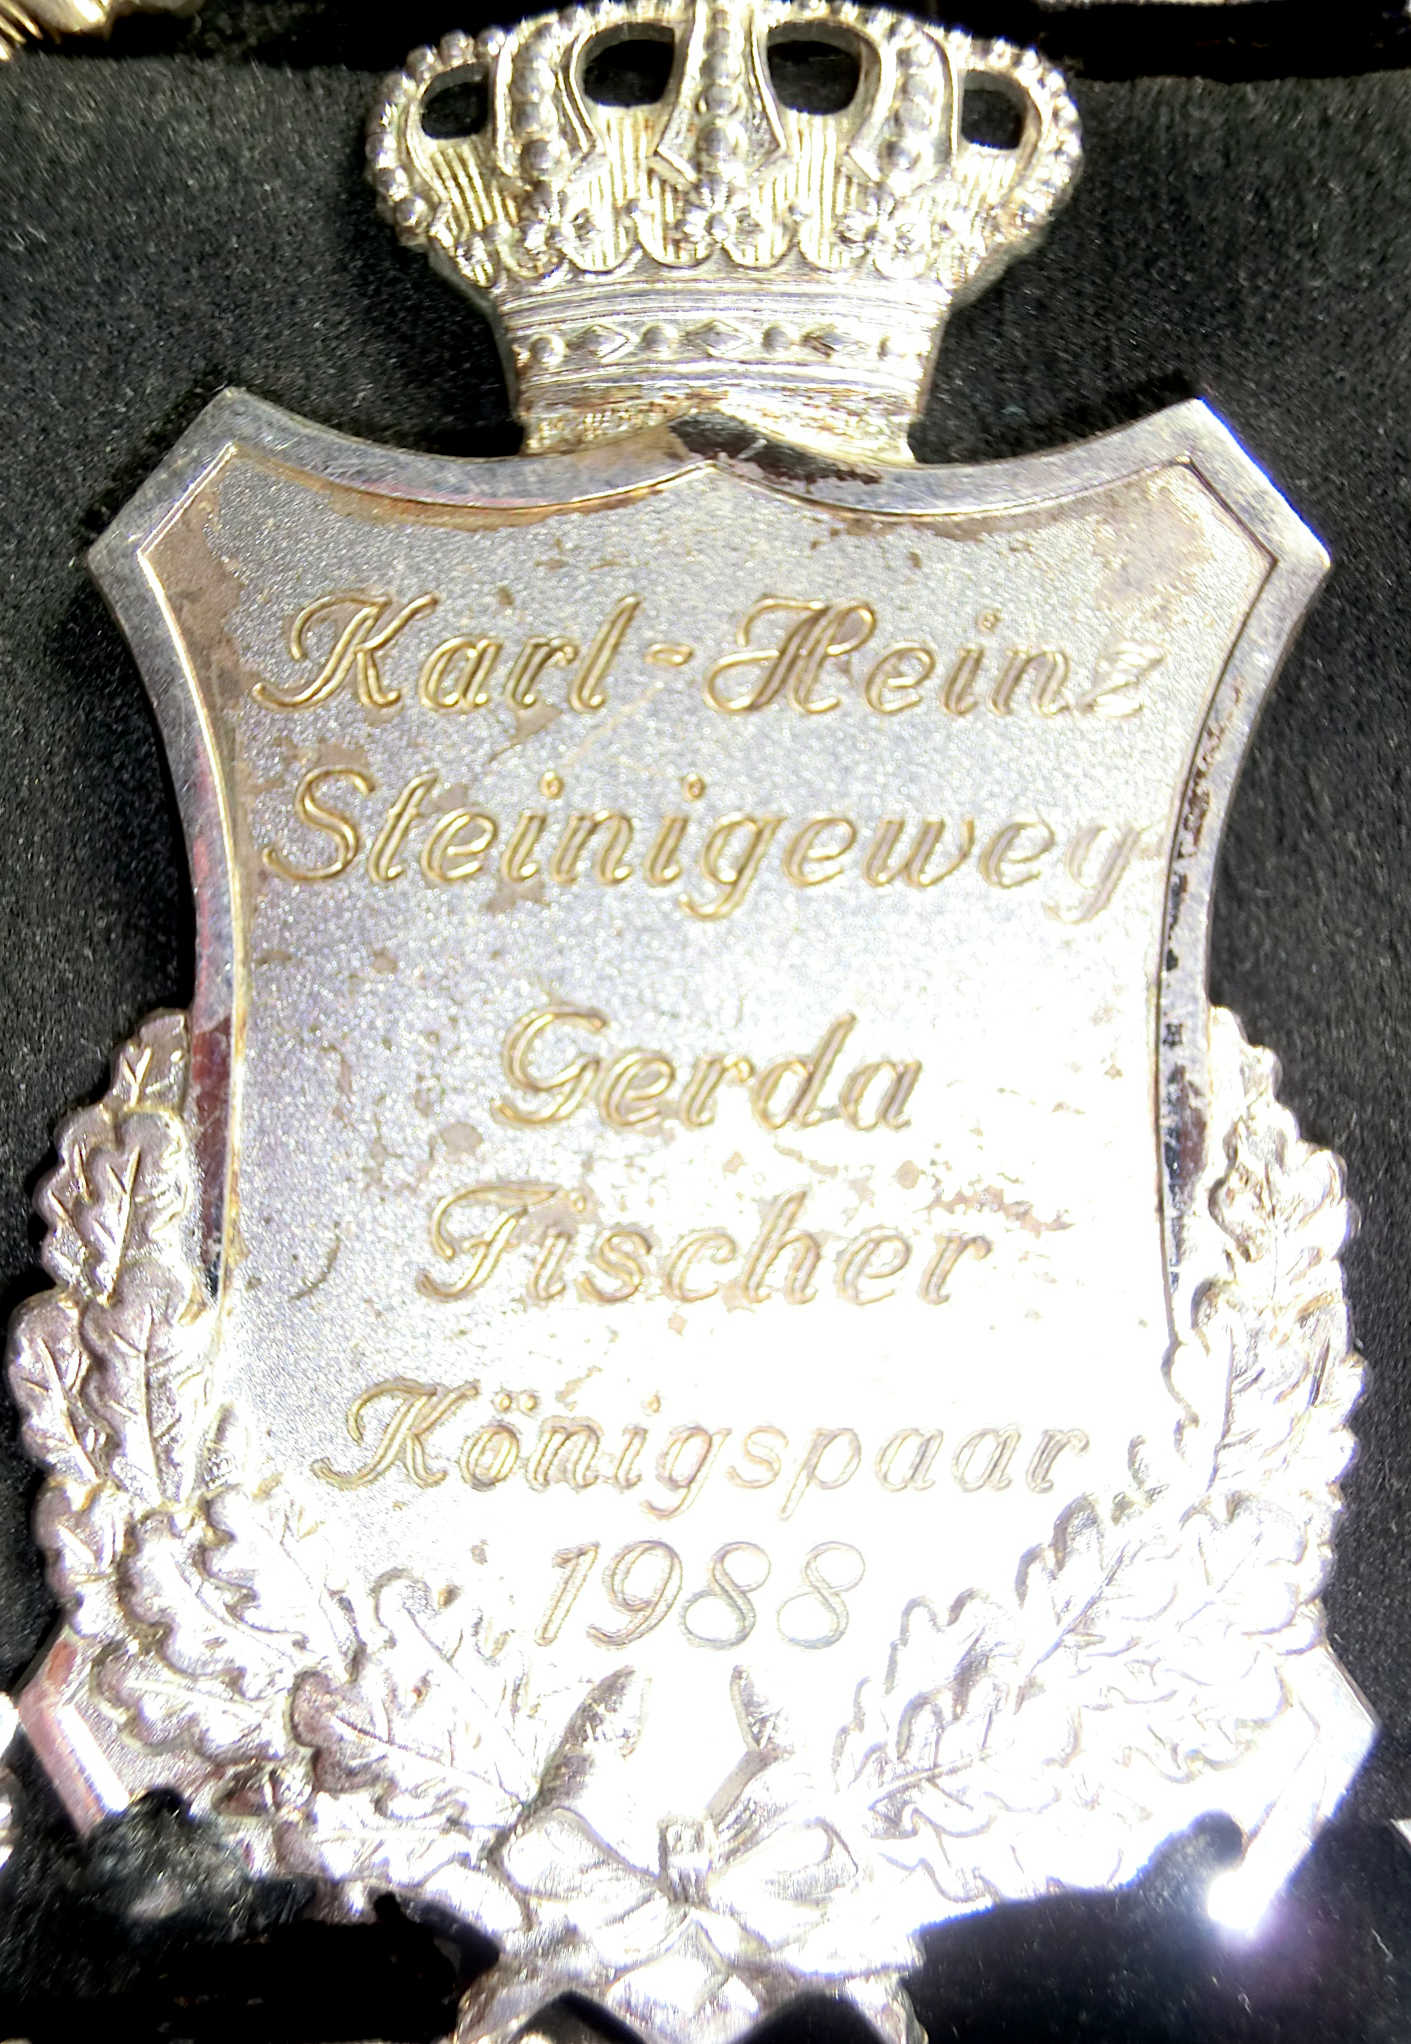 Karl-Heinz
Steinigewey
Gerda
Fischer
Königspaar
1988